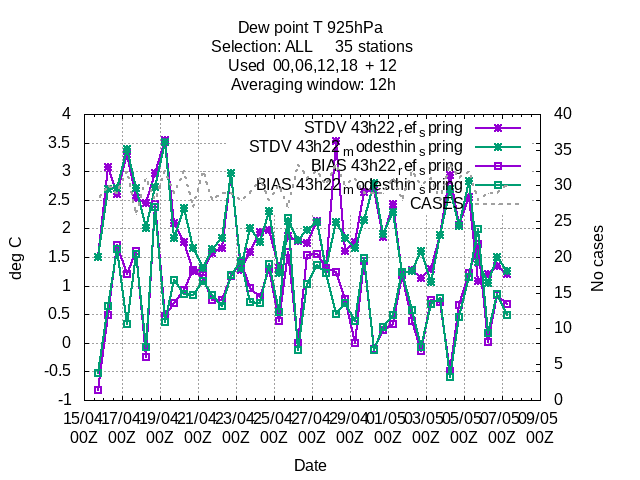 Dew point T 925hPa
Selection: ALL     35 stations
Used  00,06,12,18  + 12
Averaging window: 12h
STDV 43h22_ref_spring
STDV 43h22_modesthin_spring
BIAS 43h22_ref_spring
BIAS 43h22_modesthin_spring
CASES
4
3.5
3
2.5
2
1.5
1
0.5
0
-0.5
-1
deg C
40
35
30
25
20
15
10
5
0
No cases
15/04 17/04 19/04 21/04 23/04 25/04 27/04 29/04 01/05 03/05 05/05 07/05 09/05
00Z 00Z 00Z 00Z 00Z 00Z 00Z 00Z 00Z 00Z 00Z 00Z 00Z
Date